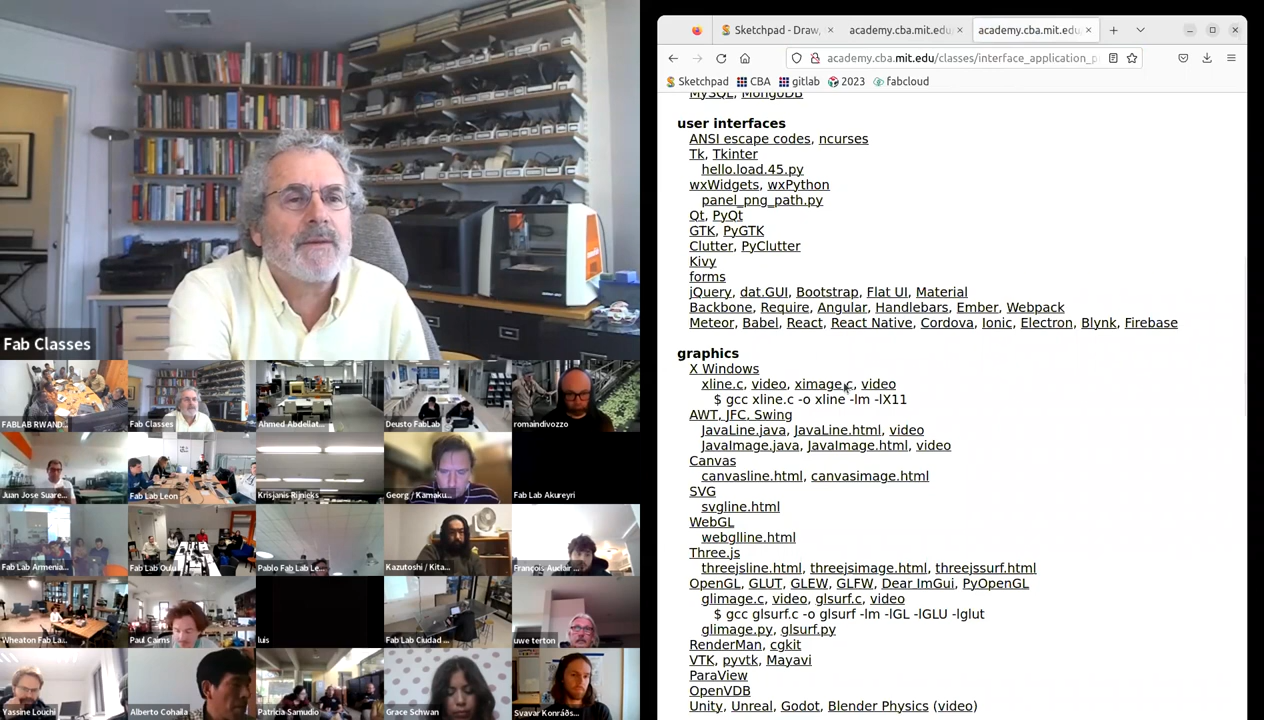 Fab Classes
FABLAB RWAND...
Fab Classes
Ahmed Abdellat...
Deusto FabLab
romaindivozzo
Juan Jose Suare...
Fab Lab Leon
Krisjanis Rijnieks
Georg / Kamaku...
Fab Lab Akureyri
Fab Lab Armenia...
Fab Lab Oulu
Pablo Fab Lab Le...
Kazutoshi / Kita...
François Auclair ...
Wheaton Fab La...
Paul Cairns
luis
Fab Lab Ciudad ...
uwe terton
Yassine Louchi
Alberto Cohaila
Patricia Samudio
Grace Schwan
Svavar Konráðs...
Sketchpad - Draw,
academy.cba.mit.edu/
academy.cba.mit.edu/
academy.cba.mit.edu/classes/interface_application_p
Sketchpad CBA gitlab 2023 fabcloud
MySQL, MongoDB
user interfaces
ANSI escape codes, ncurses
Tk, Tkinter
hello.load.45.py
wxWidgets, wxPython
panel_png_path.py
Qt, PyQt
GTK, PyGTK
Clutter, PyClutter
Kivy
forms
jQuery, dat.GUI, Bootstrap, Flat UI, Material
Backbone, Require, Angular, Handlebars, Ember, Webpack
Meteor, Babel, React, React Native, Cordova, Ionic, Electron, Blynk, Firebase
graphics
X Windows
xline.c, video, ximage.c, video
$ gcc xline.c -o xline -lm -lX11
AWT, JFC, Swing
JavaLine.java, JavaLine.html, video
JavaImage.java, JavaImage.html, video
Canvas
canvasline.html, canvasimage.html
SVG
svgline.html
WebGL
webglline.html
Three.js
threejsline.html, threejsimage.html, threejssurf.html
OpenGL, GLUT, GLEW, GLFW, Dear ImGui, PyOpenGL
glimage.c, video, glsurf.c, video
$ gcc glsurf.c -o glsurf -lm -lGL -lGLU -lglut
glimage.py, glsurf.py
RenderMan, cgkit
VTK, pyvtk, Mayavi
ParaView
OpenVDB
Unity, Unreal, Godot, Blender Physics (video)